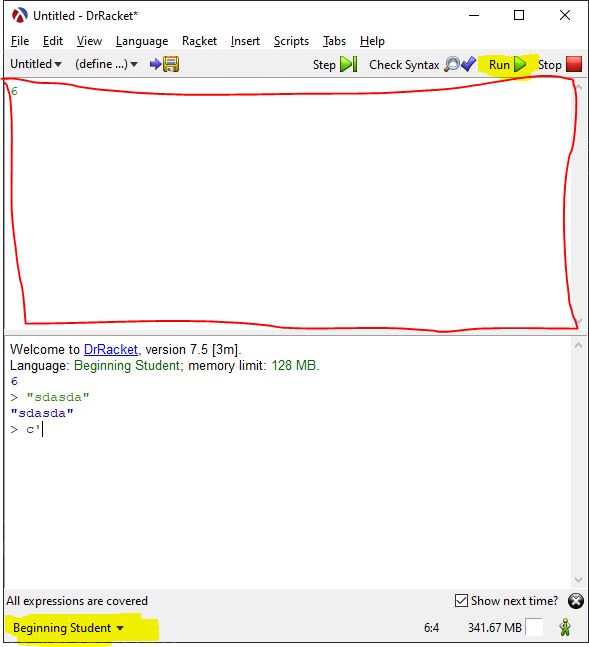 Untitled - DrRacket*
File Edit View Language Racket Insert Scripts Tabs Help
Untitled (define ...) Step Check Syntax Run Stop
6
Welcome to DrRacket, version 7.5 [3m].
Language: Beginning Student; memory limit: 128 MB.
6
> "sdasda"
"sdasda"
> c'
All expressions are covered Show next time?
Beginning Student 6:4 341.67 MB